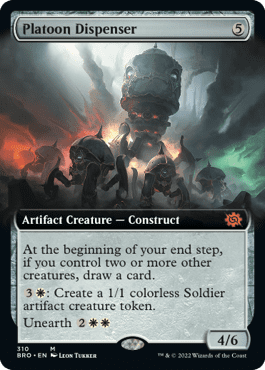 Platoon Dispenser 5
Artifact Creature — Construct
At the beginning of your end step,
if you control two or more other
creatures, draw a card.
3: Create a 1/1 colorless Soldier
artifact creature token.
Unearth 2
310 M
BRO • EN LEON TUKKER
4/6
™ & © 2022 Wizards of the Coast